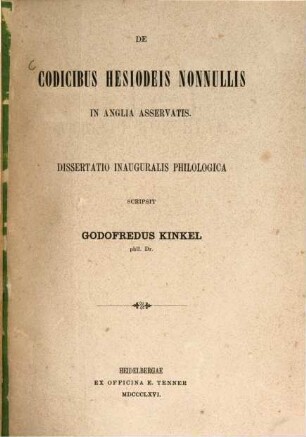 DE
CODICIBUS HESIODEIS NONNULLIS
IN ANGLIA ASSERVATIS.
DISSERTATIO INAUGURALIS PHILOLOGICA
SCRIPSIT
GODOFREDUS KINKEL
phil. Dr.
HEIDELBERGAE
EX OFFICINA E. TENNER
MDCCCLXVI.